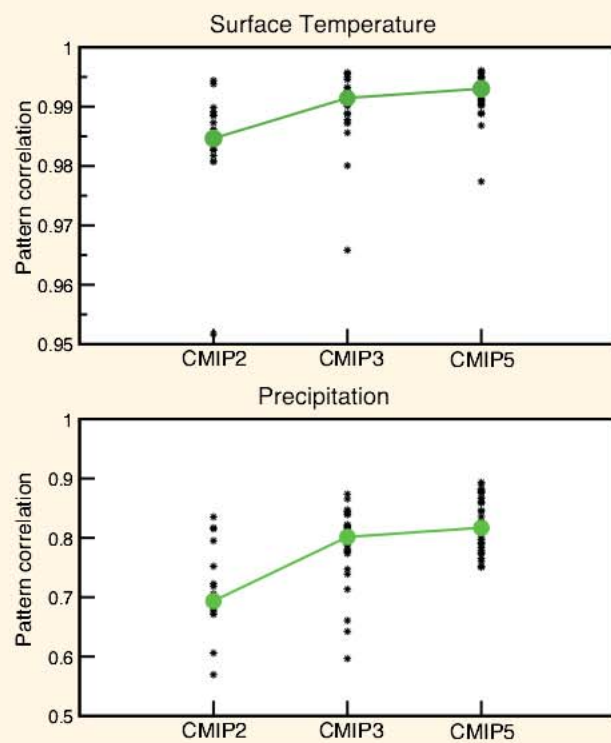 Surface Temperature
1
0.99
0.98
0.97
0.96
0.95
Pattern correlation
CMIP2 CMIP3 CMIP5
Precipitation
1
0.9
0.8
0.7
0.6
0.5
Pattern correlation
CMIP2 CMIP3 CMIP5